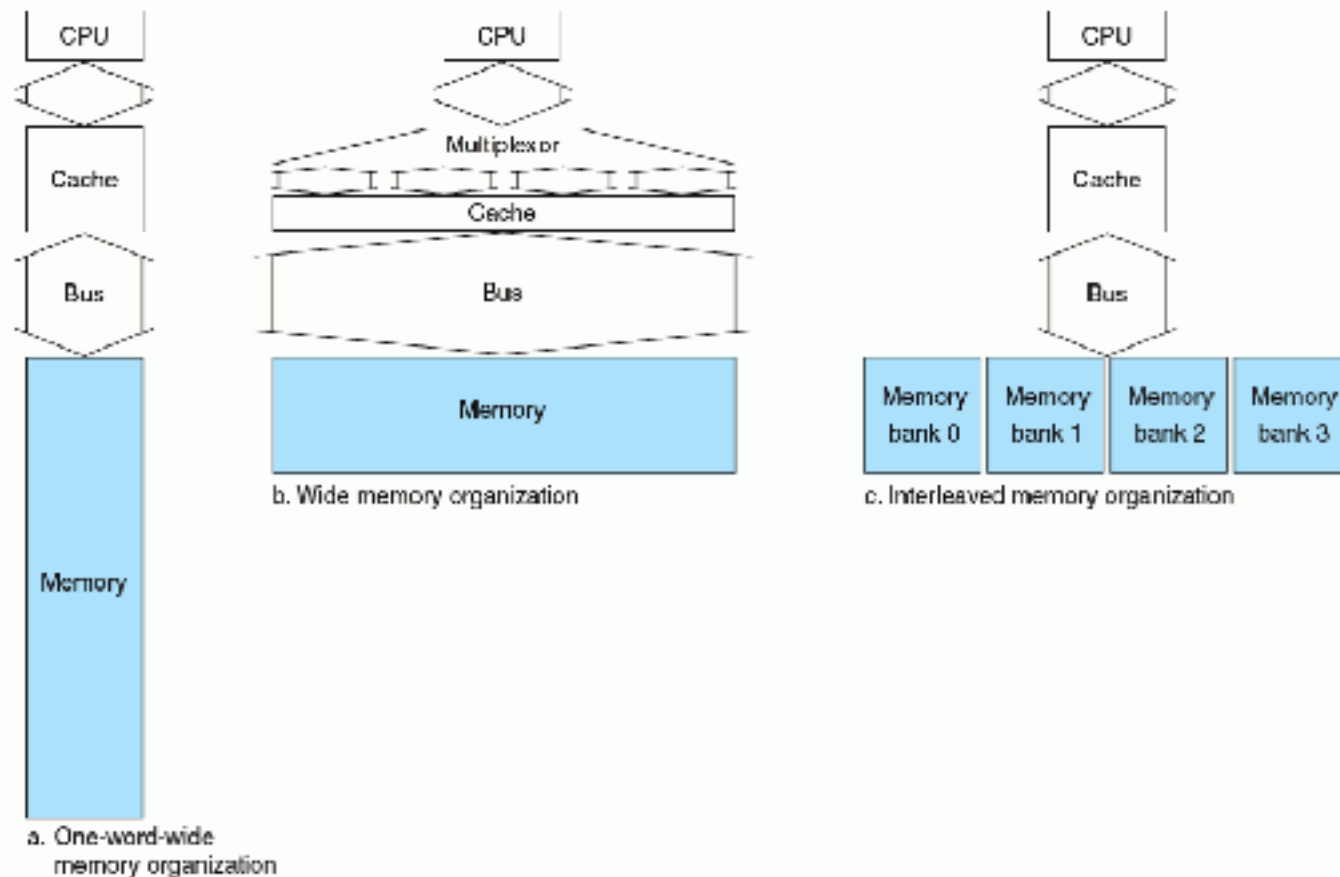 CPU
Cache
Bus
Memory
a. One-word-wide
memory organization
CPU
Multiplexor
Cache
Bus
Memory
b. Wide memory organization
CPU
Cache
Bus
Memory
bank 0
Memory
bank 1
Memory
bank 2
Memory
bank 3
c. Interleaved memory organization